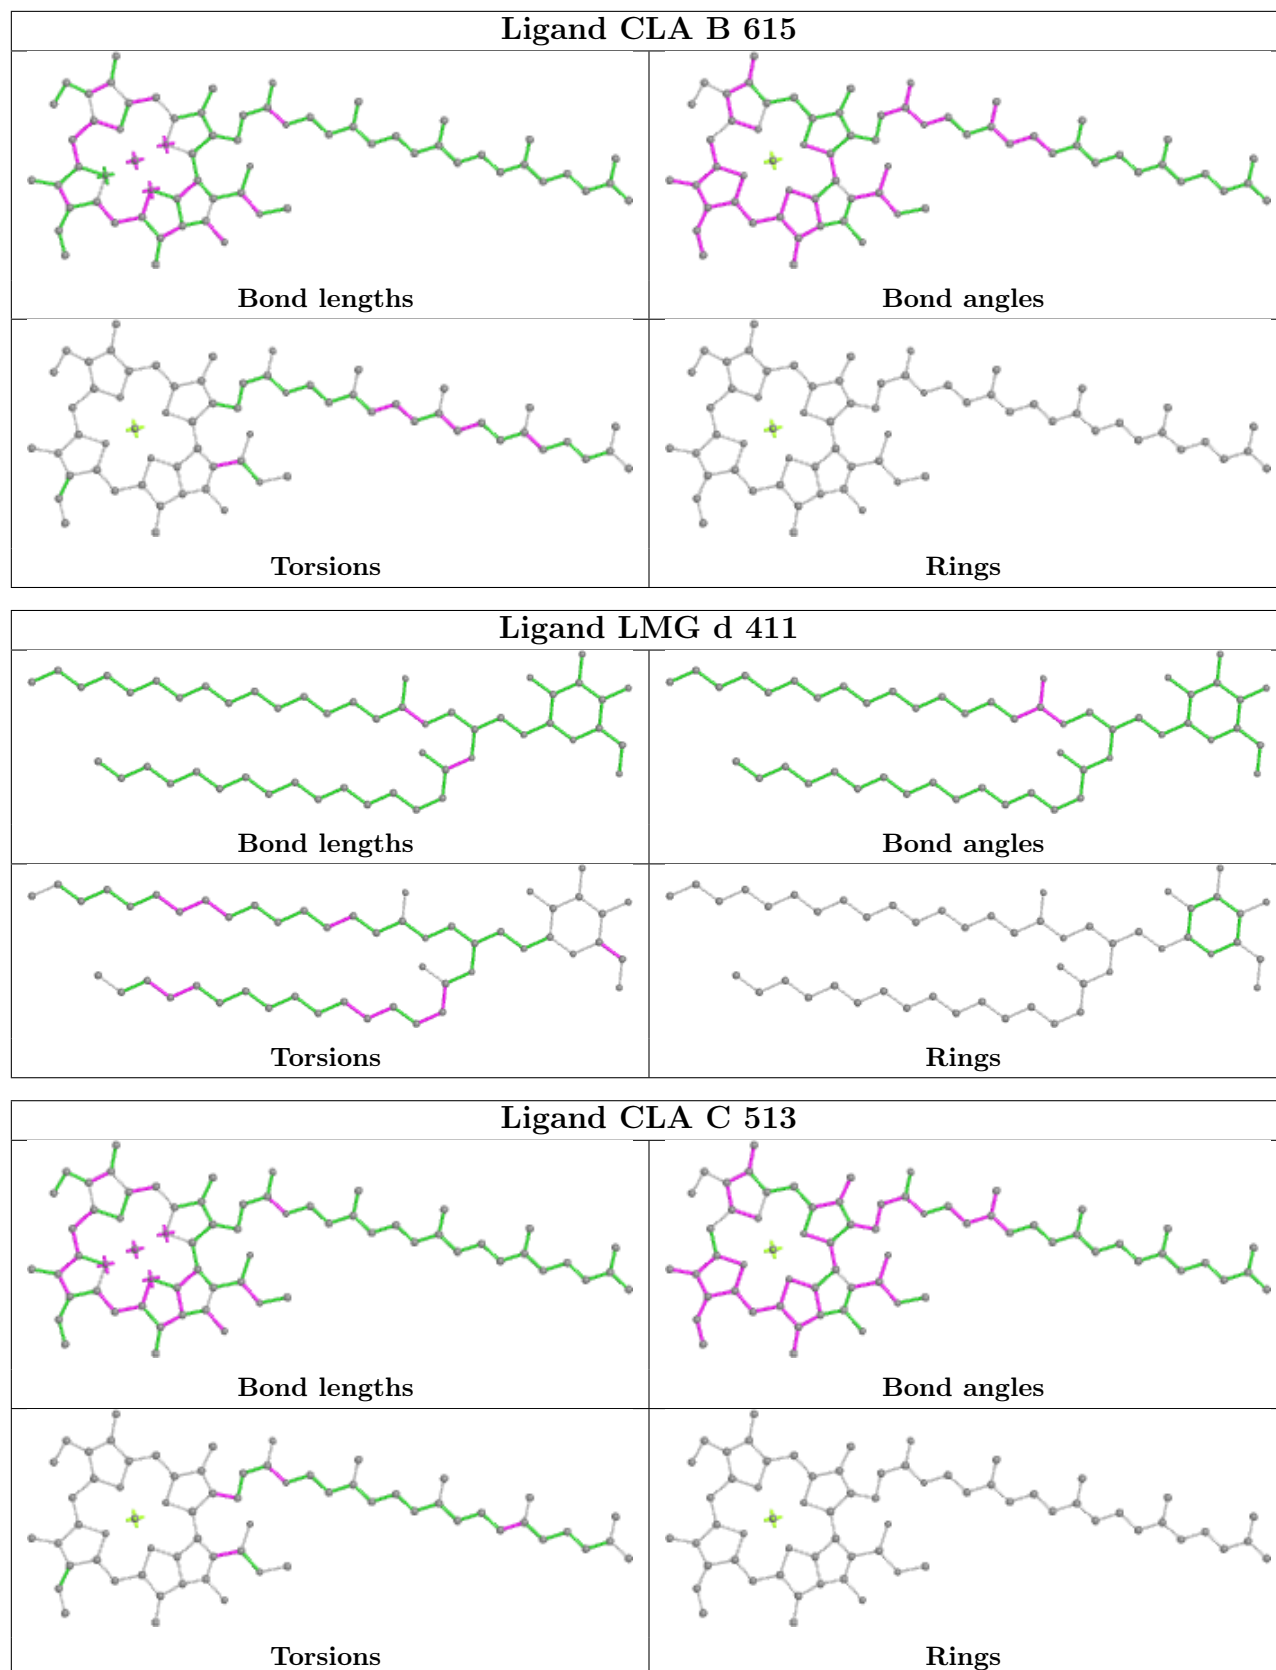 Ligand CLA B 615
Bond lengths
Bond angles
Torsions
Rings
Ligand LMG d 411
Bond lengths
Bond angles
Torsions
Rings
Ligand CLA C 513
Bond lengths
Bond angles
Torsions
Rings